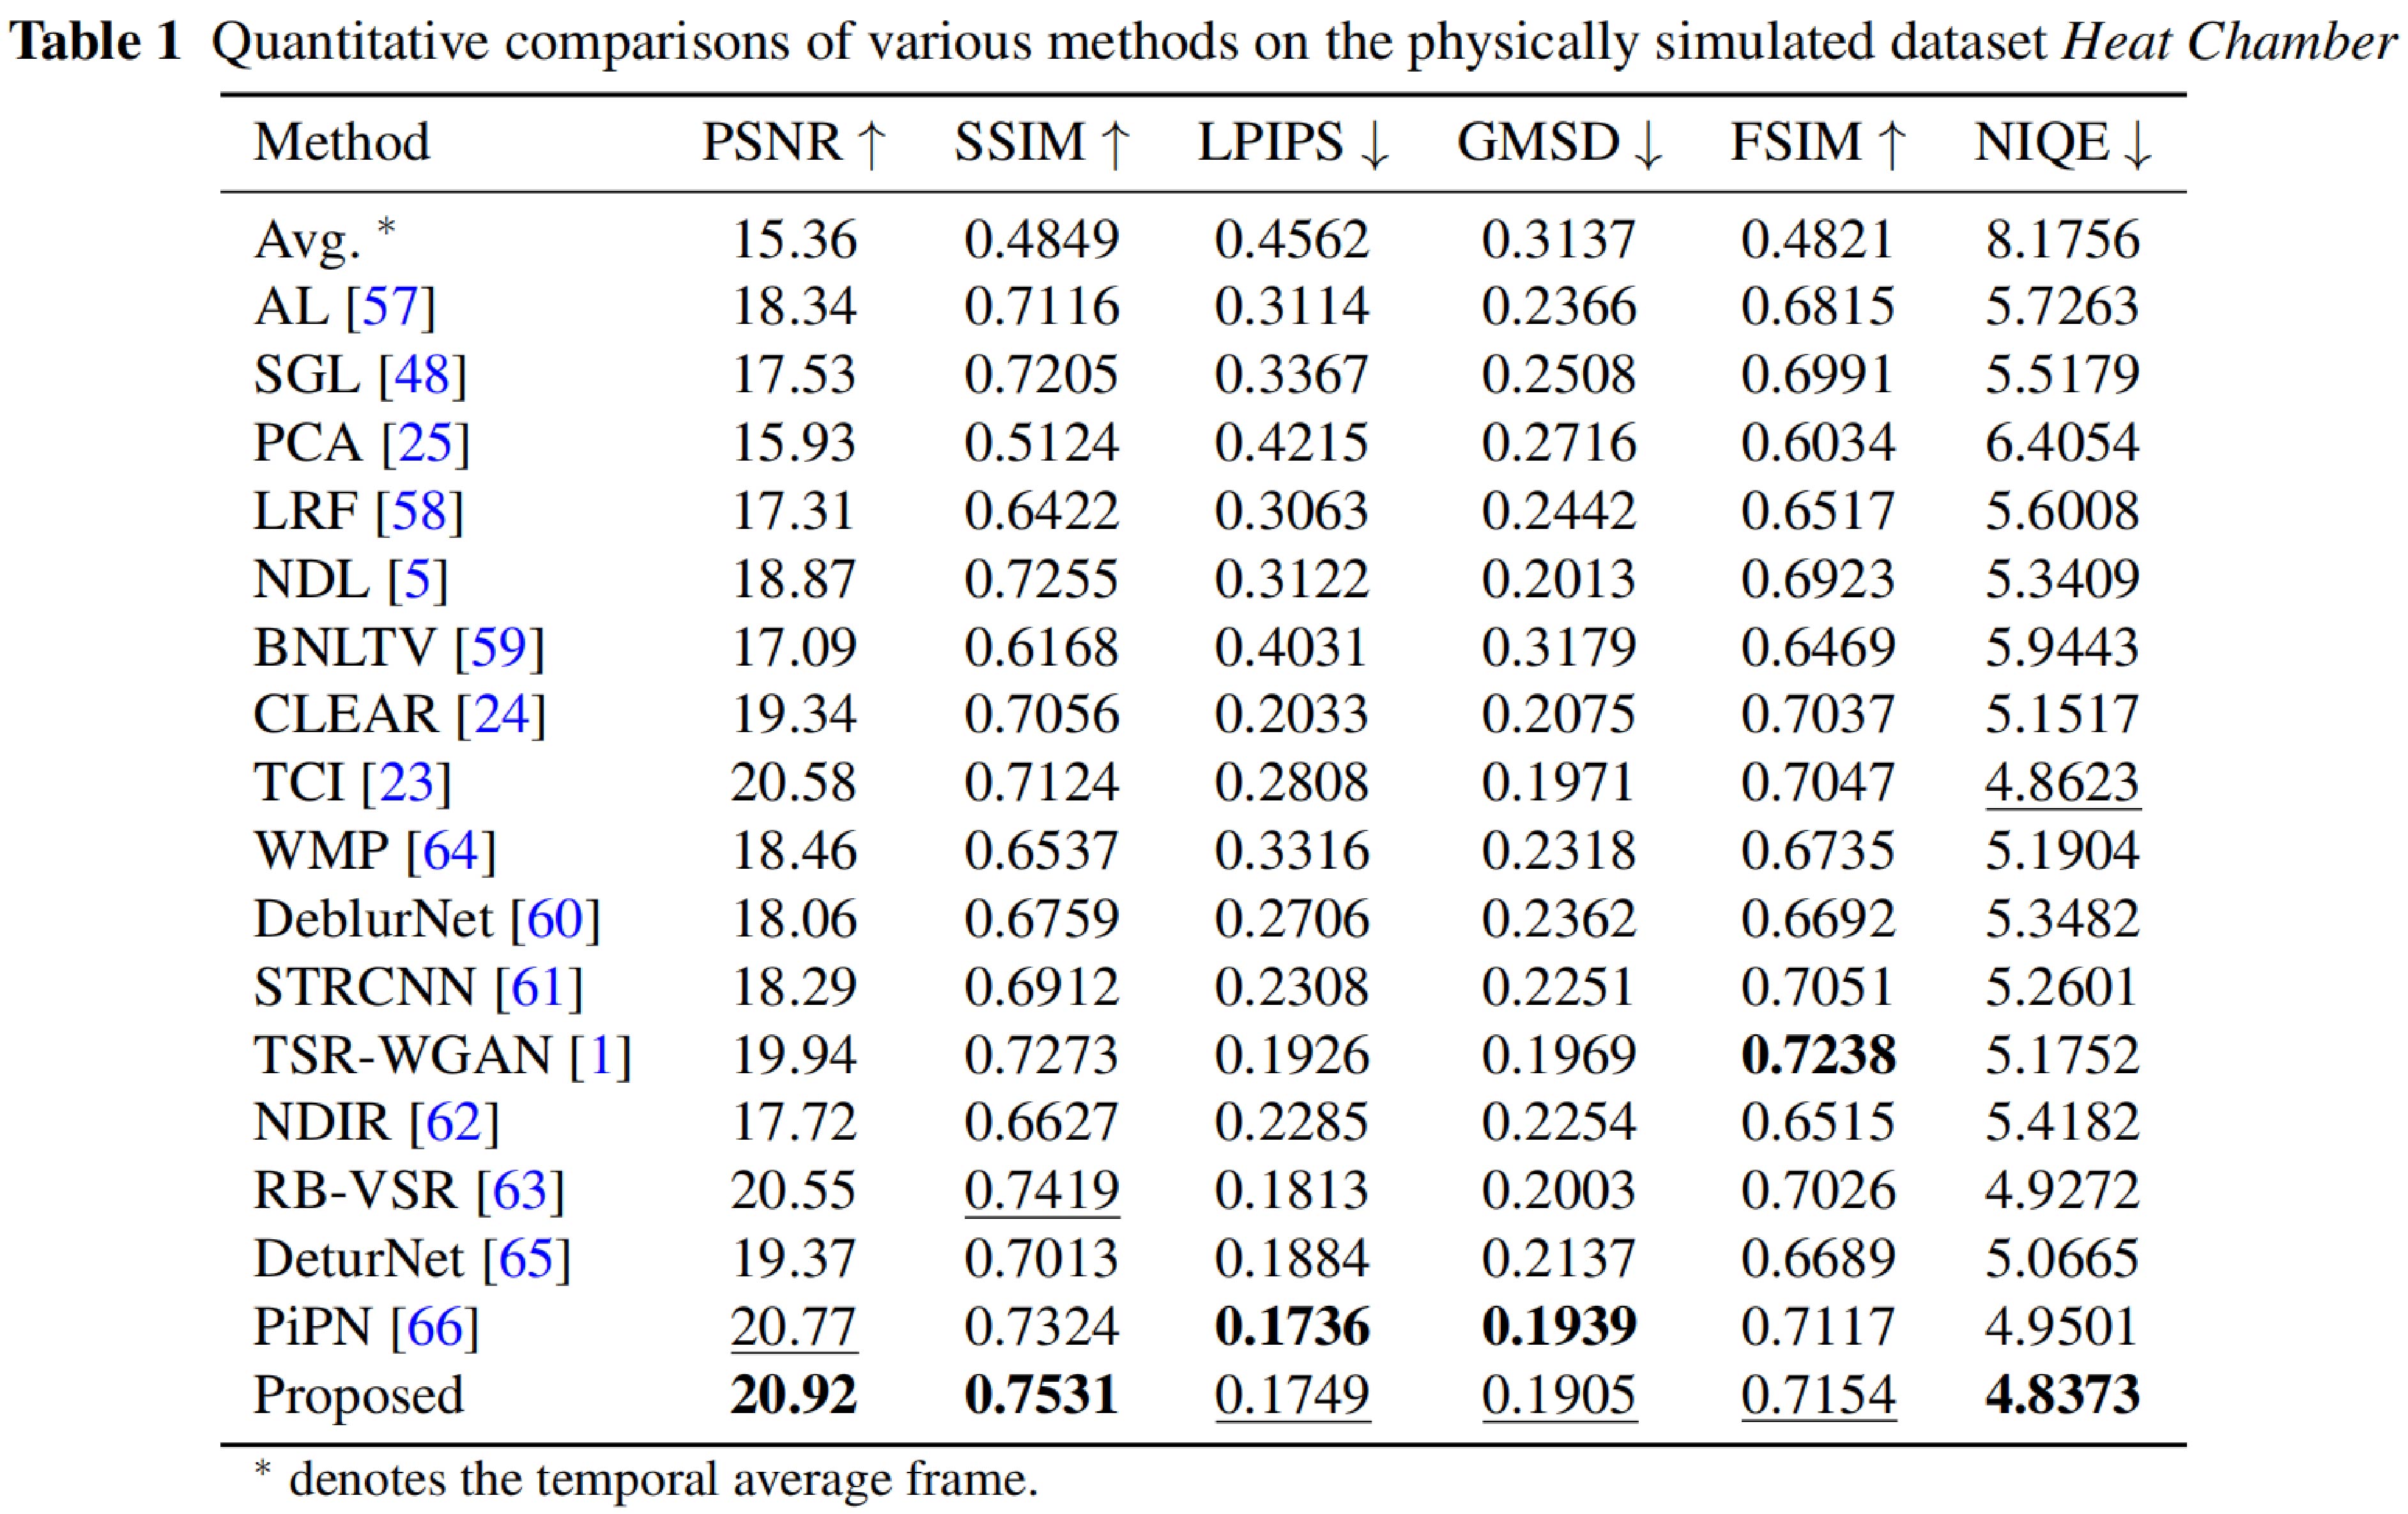 Table 1 Quantitative comparisons of various methods on the physically simulated dataset Heat Chamber
Method PSNR ↑ SSIM ↑ LPIPS ↓ GMSD ↓ FSIM ↑ NIQE ↓
Avg. * 15.36 0.4849 0.4562 0.3137 0.4821 8.1756
AL [57] 18.34 0.7116 0.3114 0.2366 0.6815 5.7263
SGL [48] 17.53 0.7205 0.3367 0.2508 0.6991 5.5179
PCA [25] 15.93 0.5124 0.4215 0.2716 0.6034 6.4054
LRF [58] 17.31 0.6422 0.3063 0.2442 0.6517 5.6008
NDL [5] 18.87 0.7255 0.3122 0.2013 0.6923 5.3409
BNLTV [59] 17.09 0.6168 0.4031 0.3179 0.6469 5.9443
CLEAR [24] 19.34 0.7056 0.2033 0.2075 0.7037 5.1517
TCI [23] 20.58 0.7124 0.2808 0.1971 0.7047 4.8623
WMP [64] 18.46 0.6537 0.3316 0.2318 0.6735 5.1904
DeblurNet [60] 18.06 0.6759 0.2706 0.2362 0.6692 5.3482
STRCNN [61] 18.29 0.6912 0.2308 0.2251 0.7051 5.2601
TSR-WGAN [1] 19.94 0.7273 0.1926 0.1969 0.7238 5.1752
NDIR [62] 17.72 0.6627 0.2285 0.2254 0.6515 5.4182
RB-VSR [63] 20.55 0.7419 0.1813 0.2003 0.7026 4.9272
DeturNet [65] 19.37 0.7013 0.1884 0.2137 0.6689 5.0665
PiPN [66] 20.77 0.7324 0.1736 0.1939 0.7117 4.9501
Proposed 20.92 0.7531 0.1749 0.1905 0.7154 4.8373
* denotes the temporal average frame.